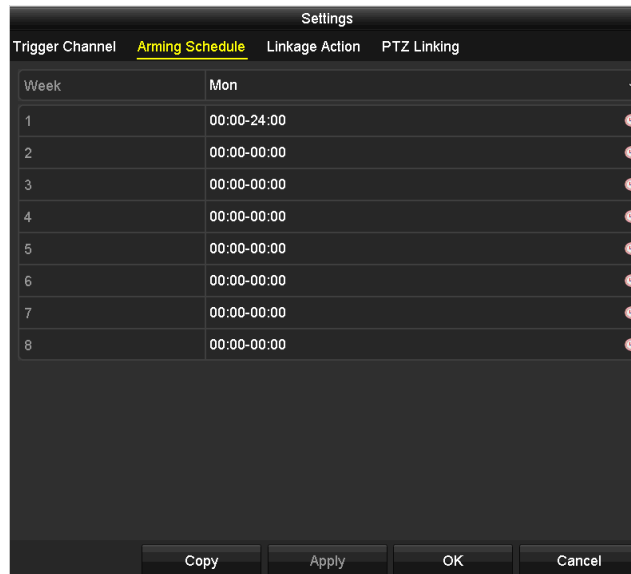 Settings
Trigger Channel Arming Schedule Linkage Action PTZ Linking
Week Mon
1 00:00-24:00
2 00:00-00:00
3 00:00-00:00
4 00:00-00:00
5 00:00-00:00
6 00:00-00:00
7 00:00-00:00
8 00:00-00:00
Copy Apply OK Cancel